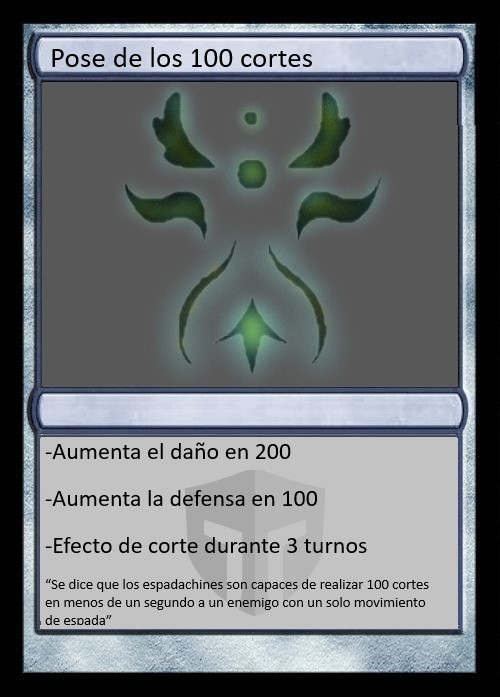 Pose de los 100 cortes
-Aumenta el daño en 200
-Aumenta la defensa en 100
-Efecto de corte durante 3 turnos
“Se dice que los espadachines son capaces de realizar 100 cortes
en menos de un segundo a un enemigo con un solo movimiento
de espada”